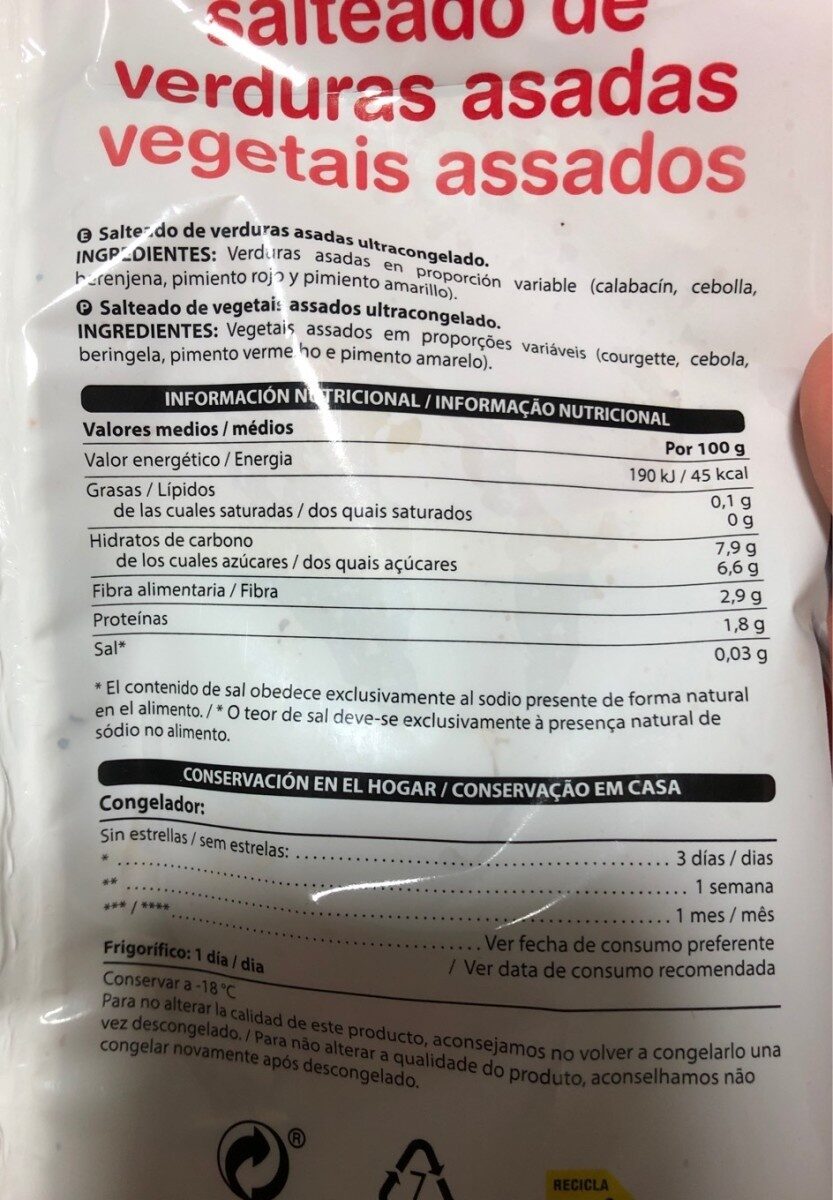 salteado de
verduras asadas
vegetais assados
E Salteado de verduras asadas ultracongelado.
INGREDIENTES: Verduras asadas en proporción variable (calabacín, cebolla,
berenjena, pimiento rojo y pimiento amarillo).
P Salteado de vegetais assados ultracongelado.
INGREDIENTES: Vegetais assados em proporções variáveis (courgette, cebola,
beringela, pimento vermelho e pimento amarelo).
INFORMACIÓN NUTRICIONAL / INFORMAÇÃO NUTRICIONAL
Valores medios / médios Por 100 g
Valor energético / Energia 190 kJ / 45 kcal
Grasas / Lípidos 0,1 g
de las cuales saturadas / dos quais saturados 0 g
Hidratos de carbono 7,9 g
de los cuales azúcares / dos quais açúcares 6,6 g
Fibra alimentaria / Fibra 2,9 g
Proteínas 1,8 g
Sal* 0,03 g
* El contenido de sal obedece exclusivamente al sodio presente de forma natural
en el alimento. / * O teor de sal deve-se exclusivamente à presença natural de
sódio no alimento.
CONSERVACIÓN EN EL HOGAR / CONSERVAÇÃO EM CASA
Congelador:
Sin estrellas / sem estrelas: 3 días / dias
* 1 semana
** 1 mes / mês
*** / **** Ver fecha de consumo preferente
/ Ver data de consumo recomendada
Frigorífico: 1 día / dia
Conservar a -18 °C
Para no alterar la calidad de este producto, aconsejamos no volver a congelarlo una
vez descongelado. / Para não alterar a qualidade do produto, aconselhamos não
congelar novamente após descongelado.
®
7
RECICLA